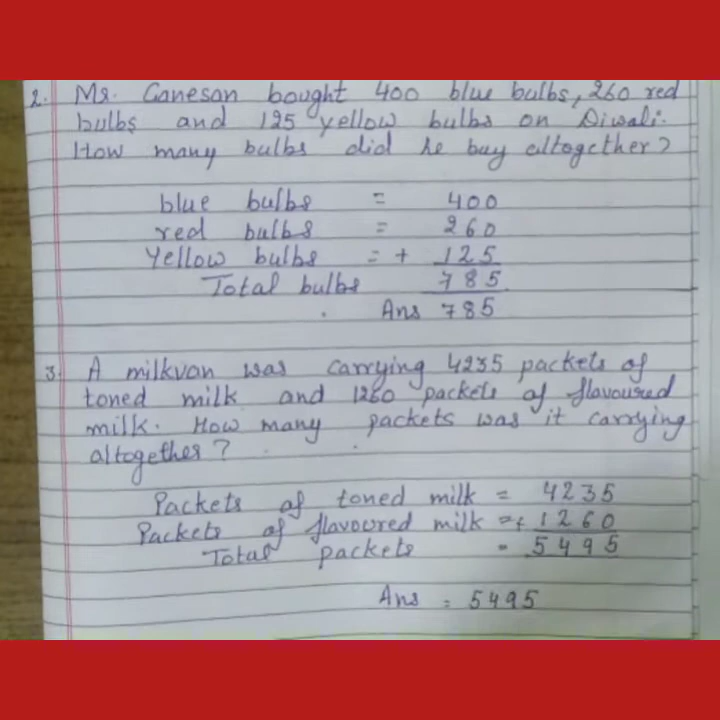 2. Mr. Ganesan bought 400 blue bulbs, 260 red
bulbs and 125 yellow bulbs on Diwali.
How many bulbs did he buy altogether?
blue bulbs = 400
red bulbs = 260
Yellow bulbs = + 125
Total bulbs 785
Ans 785
3. A milkvan was carrying 4235 packets of
toned milk and 1260 packets of flavoured
milk. How many packets was it carrying
altogether?
Packets of toned milk = 4235
Packets of flavoured milk = + 1260
Total packets = 5495
Ans = 5495